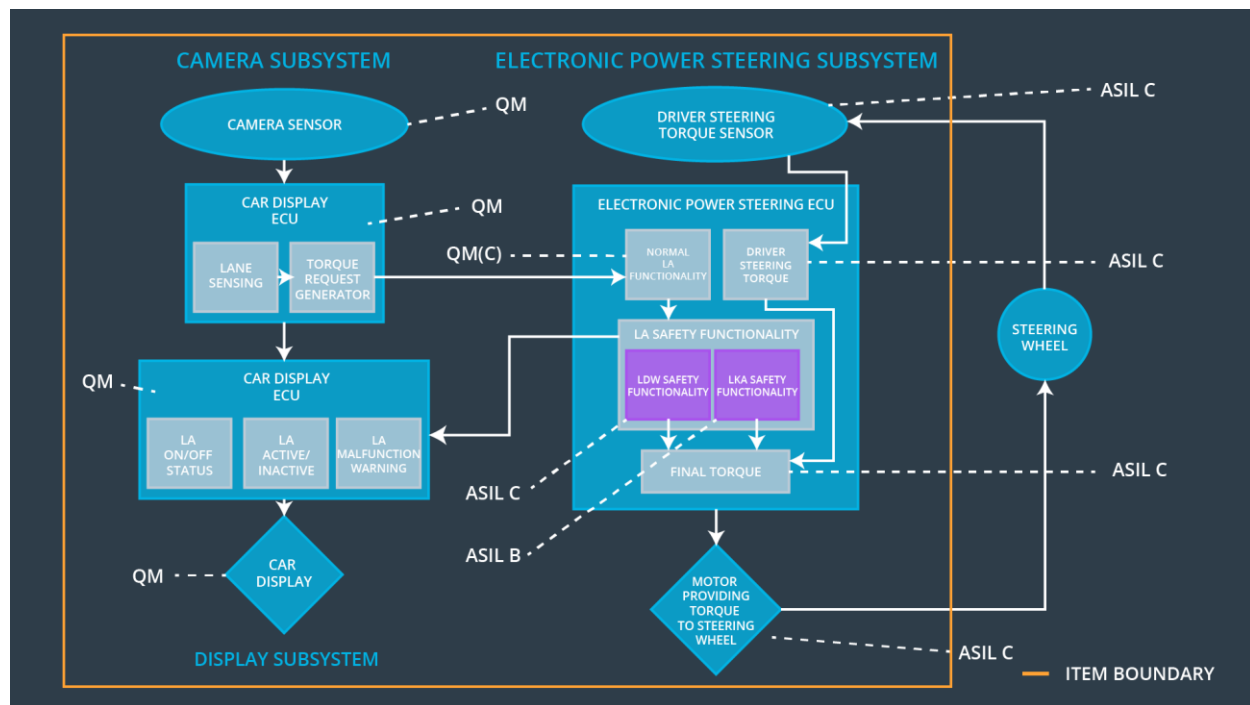 CAMERA SUBSYSTEM
ELECTRONIC POWER STEERING SUBSYSTEM
CAMERA SENSOR
QM
DRIVER STEERING
TORQUE SENSOR
ASIL C
CAR DISPLAY
ECU
QM
LANE
SENSING
TORQUE
REQUEST
GENERATOR
ELECTRONIC POWER STEERING ECU
QM(C)
NORMAL
LA
FUNCTIONALITY
DRIVER
STEERING
TORQUE
ASIL C
LA SAFETY FUNCTIONALITY
LDW SAFETY
FUNCTIONALITY
LKA SAFETY
FUNCTIONALITY
STEERING
WHEEL
QM
CAR DISPLAY
ECU
LA
ON/OFF
STATUS
LA
ACTIVE/
INACTIVE
LA
MALFUNCTION
WARNING
FINAL TORQUE
ASIL C
ASIL C
ASIL B
QM
CAR
DISPLAY
MOTOR
PROVIDING
TORQUE
TO STEERING
WHEEL
ASIL C
DISPLAY SUBSYSTEM
ITEM BOUNDARY